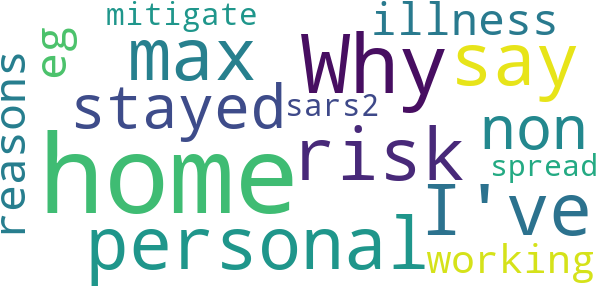 mitigate
illness
eg
max
Why
say
reasons
stayed
sars2
non
home
risk
spread
I've
personal
working